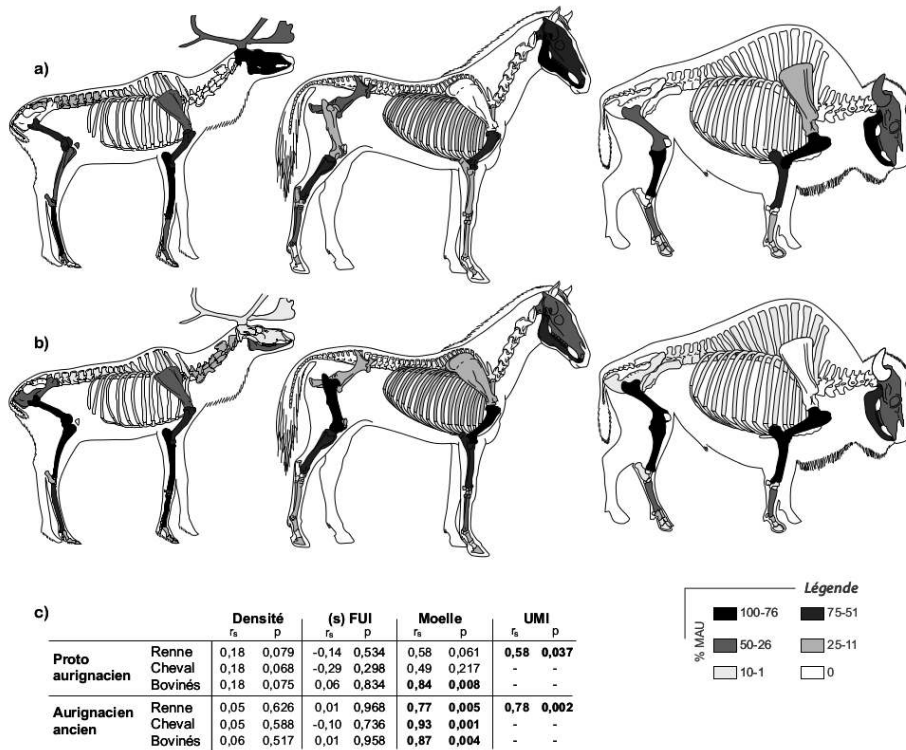 a)
b)
c)
Densité (s) FUI Moelle UMI
rs p rs p rs p rs p
Proto aurignacien
Renne 0,18 0,079 -0,14 0,534 0,58 0,061 0,58 0,037
Cheval 0,18 0,068 -0,29 0,298 0,49 0,217 - -
Bovinés 0,18 0,075 0,06 0,834 0,84 0,008 - -
Aurignacien ancien
Renne 0,05 0,626 0,01 0,968 0,77 0,005 0,78 0,002
Cheval 0,05 0,588 -0,10 0,736 0,93 0,001 - -
Bovinés 0,06 0,517 0,01 0,958 0,87 0,004 - -
Légende
% MAU
100-76 75-51
50-26 25-11
10-1 0